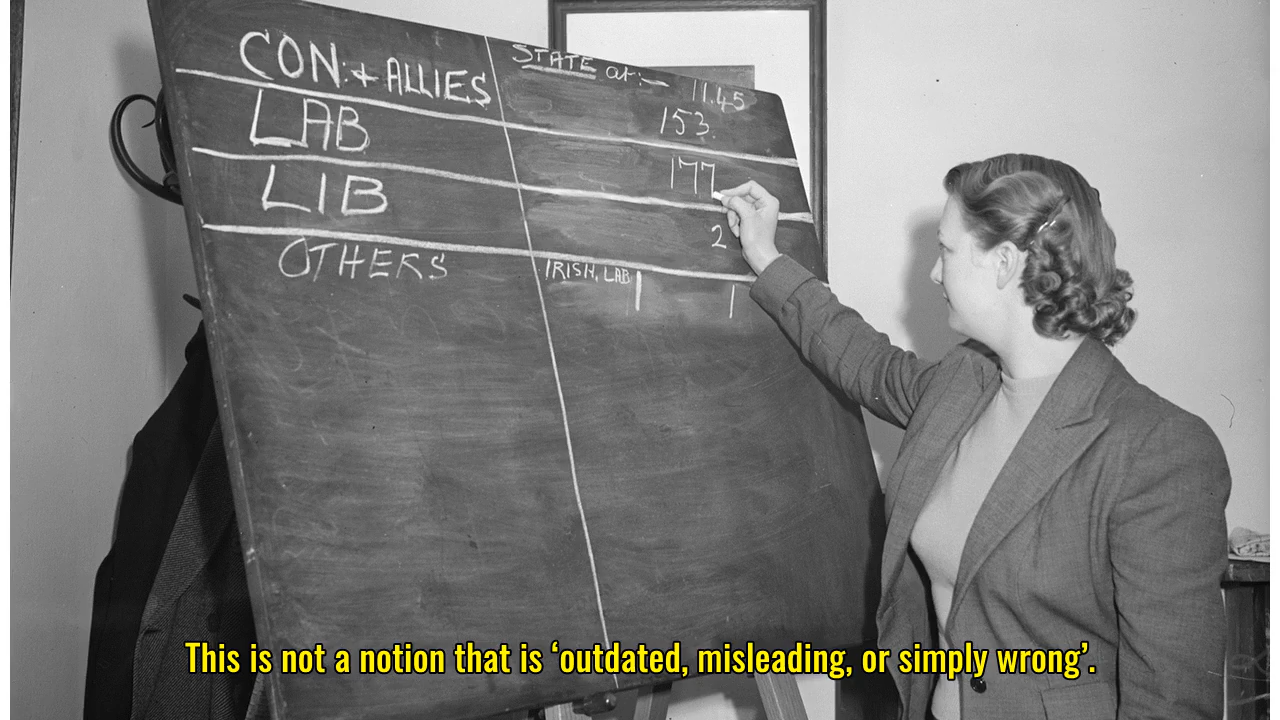 CON: + ALLIES
STATE at:— 11.45
153.
LAB
177
LIB
2
OTHERS
IRISH, LAB 1
1
This is not a notion that is ‘outdated, misleading, or simply wrong’.